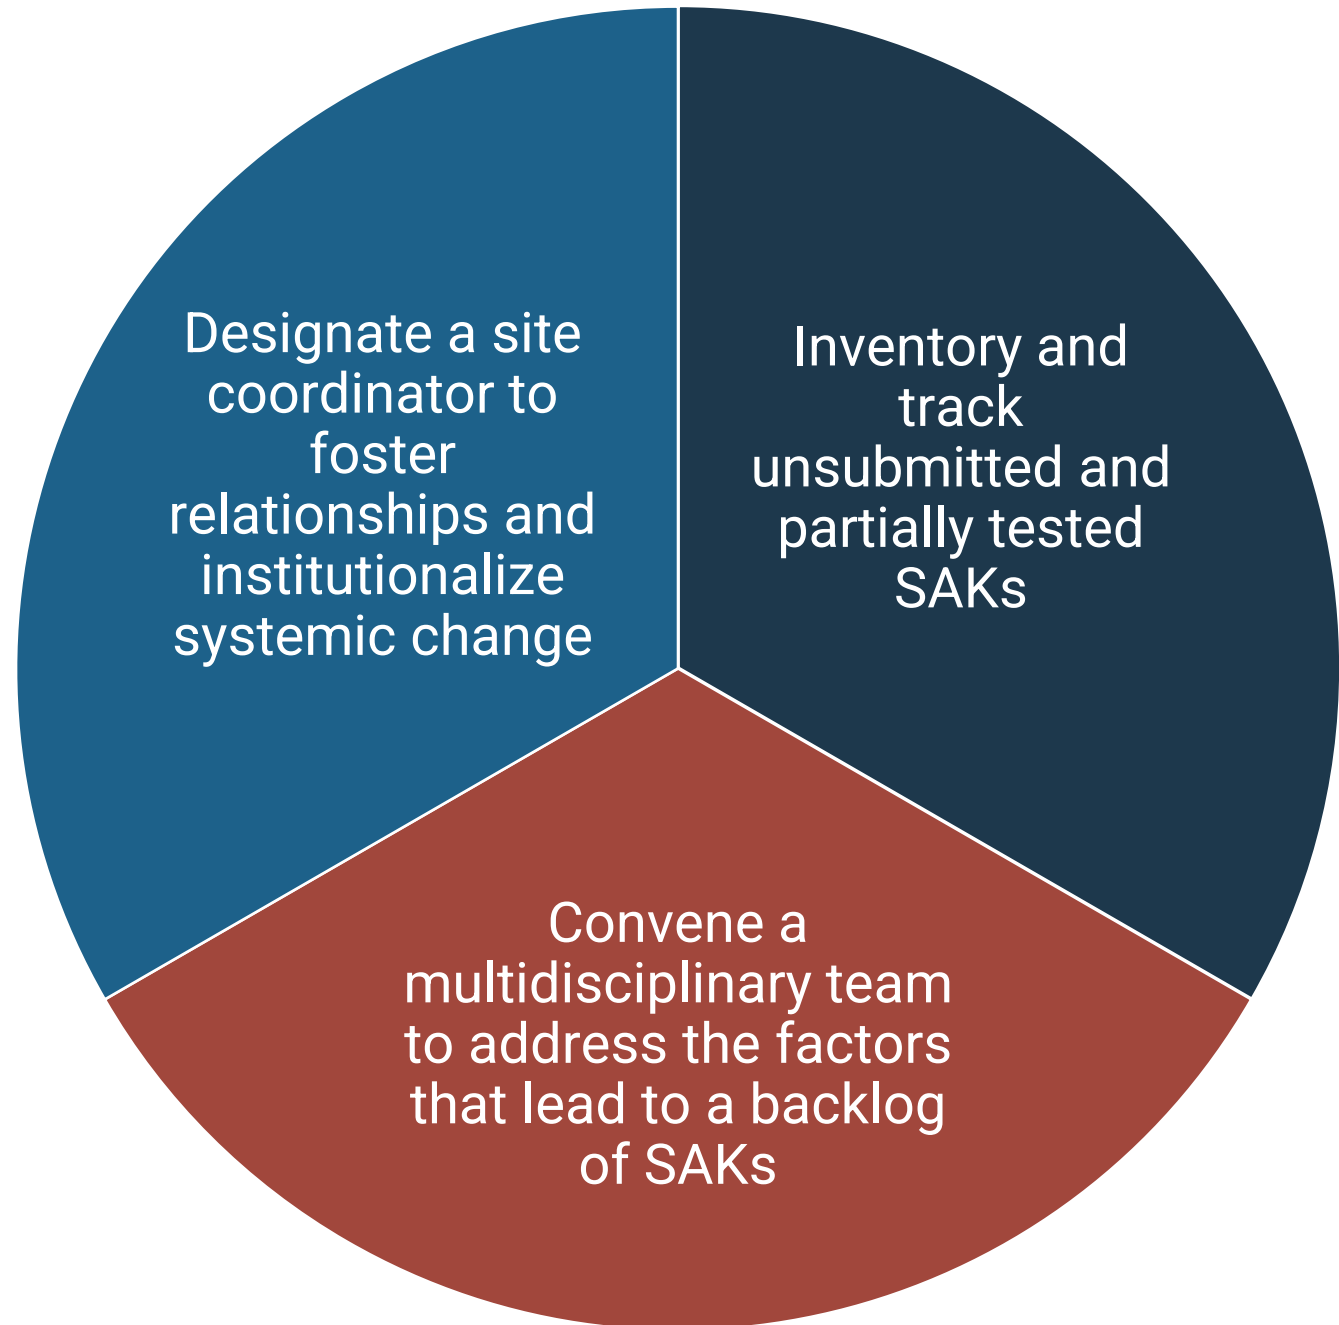 Designate a site
coordinator to
foster
relationships and
institutionalize
systemic change
Inventory and
track
unsubmitted and
partially tested
SAKs
Convene a
multidisciplinary team
to address the factors
that lead to a backlog
of SAKs